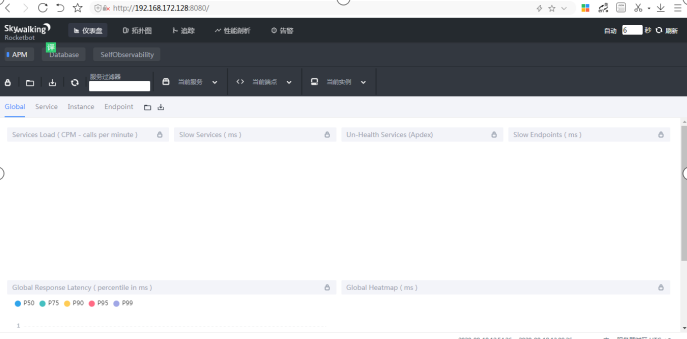 http://192.168.172.128:8080/
Skywalking
Rocketbot
仪表盘 拓扑图 追踪 性能剖析 告警 自动 6 秒 刷新
APM 译 Database SelfObservability
服务过滤器
当前服务 当前端点 当前实例
Global Service Instance Endpoint
Services Load ( CPM - calls per minute ) Slow Services ( ms ) Un-Health Services (Apdex) Slow Endpoints ( ms )
Global Response Latency ( percentile in ms ) Global Heatmap ( ms )
P50 P75 P90 P95 P99
1